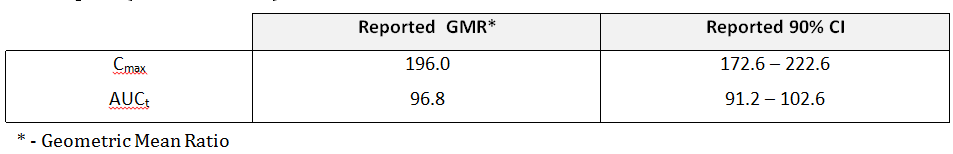 Reported GMR* Reported 90% CI
Cmax 196.0 172.6 – 222.6
AUCt 96.8 91.2 – 102.6
* - Geometric Mean Ratio